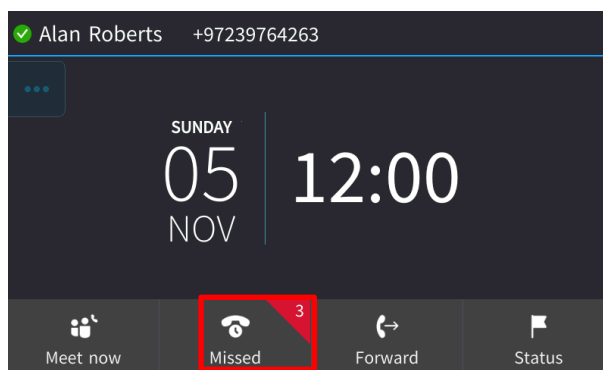 Alan Roberts +97239764263
SUNDAY
05
NOV
12:00
3
Meet now Missed Forward Status